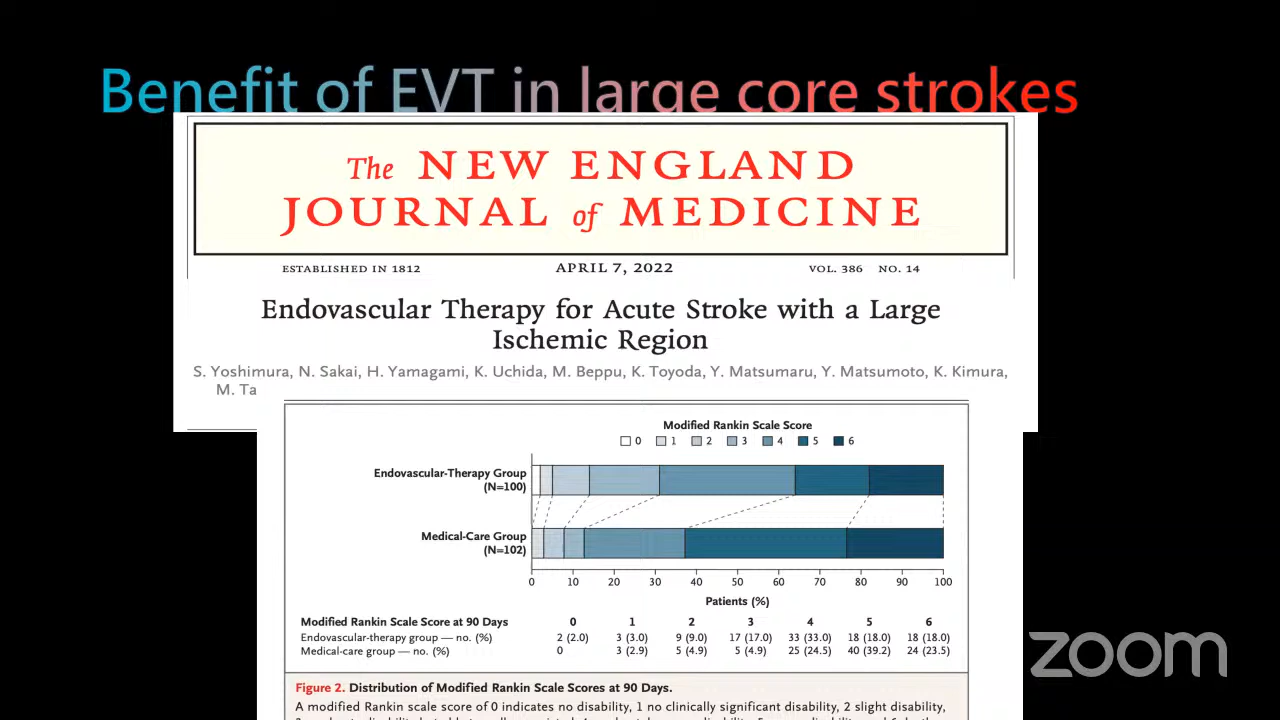 Benefit of EVT in large core strokes
The NEW ENGLAND
JOURNAL of MEDICINE
ESTABLISHED IN 1812 APRIL 7, 2022 VOL. 386 NO. 14
Endovascular Therapy for Acute Stroke with a Large
Ischemic Region
S. Yoshimura, N. Sakai, H. Yamagami, K. Uchida, M. Beppu, K. Toyoda, Y. Matsumaru, Y. Matsumoto, K. Kimura,
M. Ta
Modified Rankin Scale Score
0 1 2 3 4 5 6
Endovascular-Therapy Group
(N=100)
Medical-Care Group
(N=102)
0 10 20 30 40 50 60 70 80 90 100
Patients (%)
Modified Rankin Scale Score at 90 Days 0 1 2 3 4 5 6
Endovascular-therapy group — no. (%) 2 (2.0) 3 (3.0) 9 (9.0) 17 (17.0) 33 (33.0) 18 (18.0) 18 (18.0)
Medical-care group — no. (%) 0 3 (2.9) 5 (4.9) 5 (4.9) 25 (24.5) 40 (39.2) 24 (23.5)
zoom
Figure 2. Distribution of Modified Rankin Scale Scores at 90 Days.
A modified Rankin scale score of 0 indicates no disability, 1 no clinically significant disability, 2 slight disability,